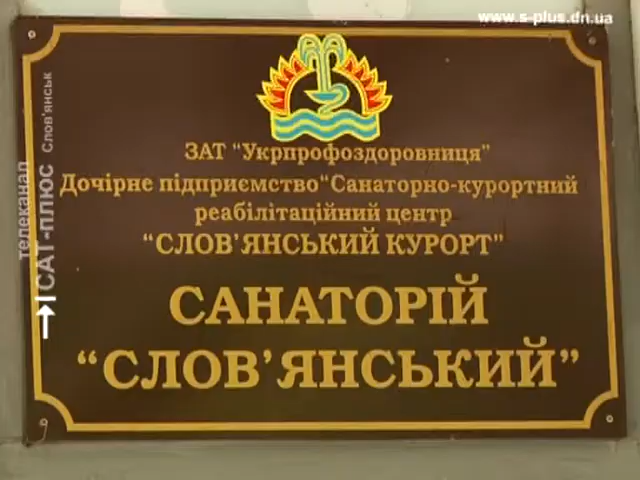 www.s-plus.dn.ua
ЗАТ "Укрпрофоздоровниця"
Дочірне підприємство "Санаторно-курортний
реабілітаційний центр
"СЛОВ'ЯНСЬКИЙ КУРОРТ"
САНАТОРІЙ
"СЛОВ'ЯНСЬКИЙ"
телеканал
САТ-ПЛЮС Слов'янськ